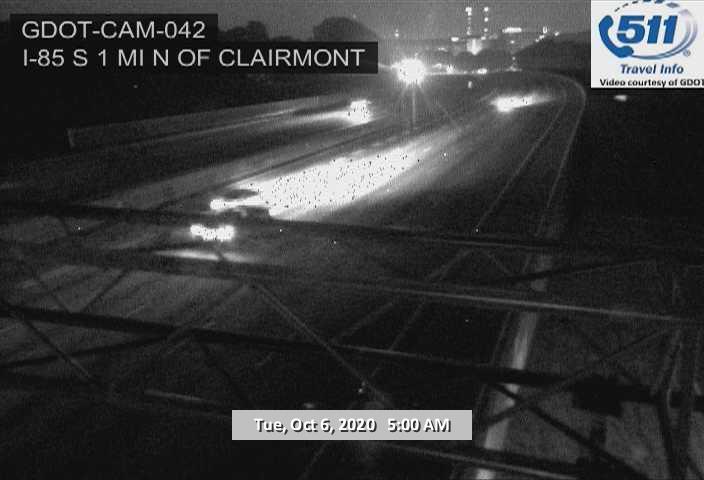 GDOT-CAM-042
I-85 S 1 MI N OF CLAIRMONT
511
Travel Info
Video courtesy of GDOT
Tue, Oct 6, 2020 5:00 AM